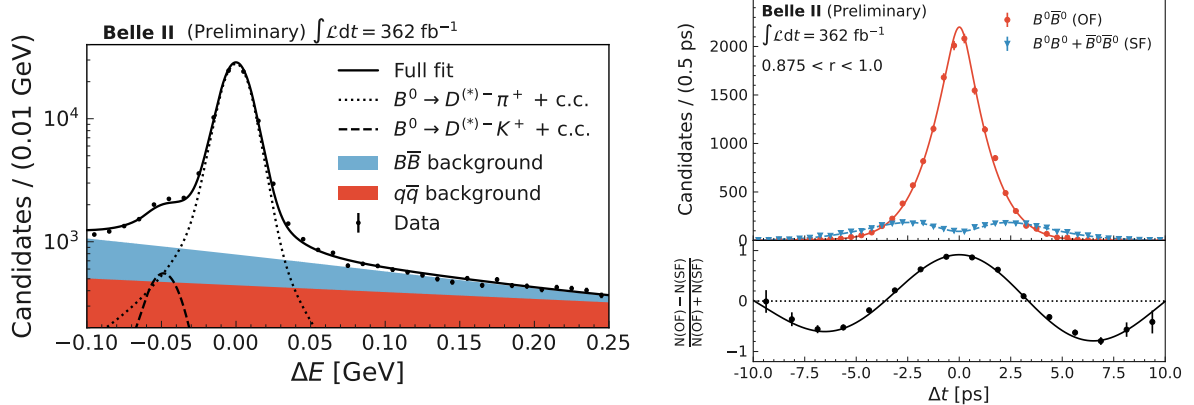 Belle II (Preliminary) ∫ℒdt = 362 fb⁻¹
Candidates / (0.01 GeV)
10⁴
10³
Full fit
B⁰ → D⁽*⁾⁻π⁺ + c.c.
B⁰ → D⁽*⁾⁻K⁺ + c.c.
BB̅ background
qq̅ background
Data
−0.10 −0.05 0.00 0.05 0.10 0.15 0.20 0.25
ΔE [GeV]
Belle II (Preliminary)
∫ℒdt = 362 fb⁻¹
0.875 < r < 1.0
B⁰B̅⁰ (OF)
B⁰B⁰ + B̅⁰B̅⁰ (SF)
Candidates / (0.5 ps)
2000
1500
1000
500
0
N(OF) − N(SF)
N(OF) + N(SF)
1
0
−1
-10.0 -7.5 -5.0 -2.5 0.0 2.5 5.0 7.5 10.0
Δt [ps]